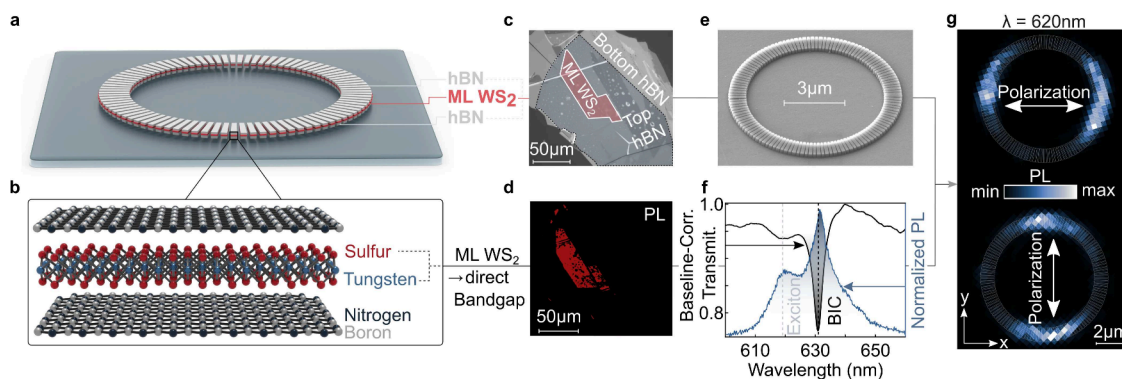 a
hBN
ML WS2
hBN
b
Sulfur
Tungsten
Nitrogen
Boron
ML WS2
→direct
Bandgap
c
Bottom hBN
ML WS2
Top
hBN
50µm
d
PL
50µm
e
3µm
f
Baseline-Corr.
Transmit.
1.0
0.8
Exciton
BIC
Normalized PL
610
630
650
Wavelength (nm)
g
λ = 620nm
Polarization
PL
min
max
Polarization
y
x
2µm